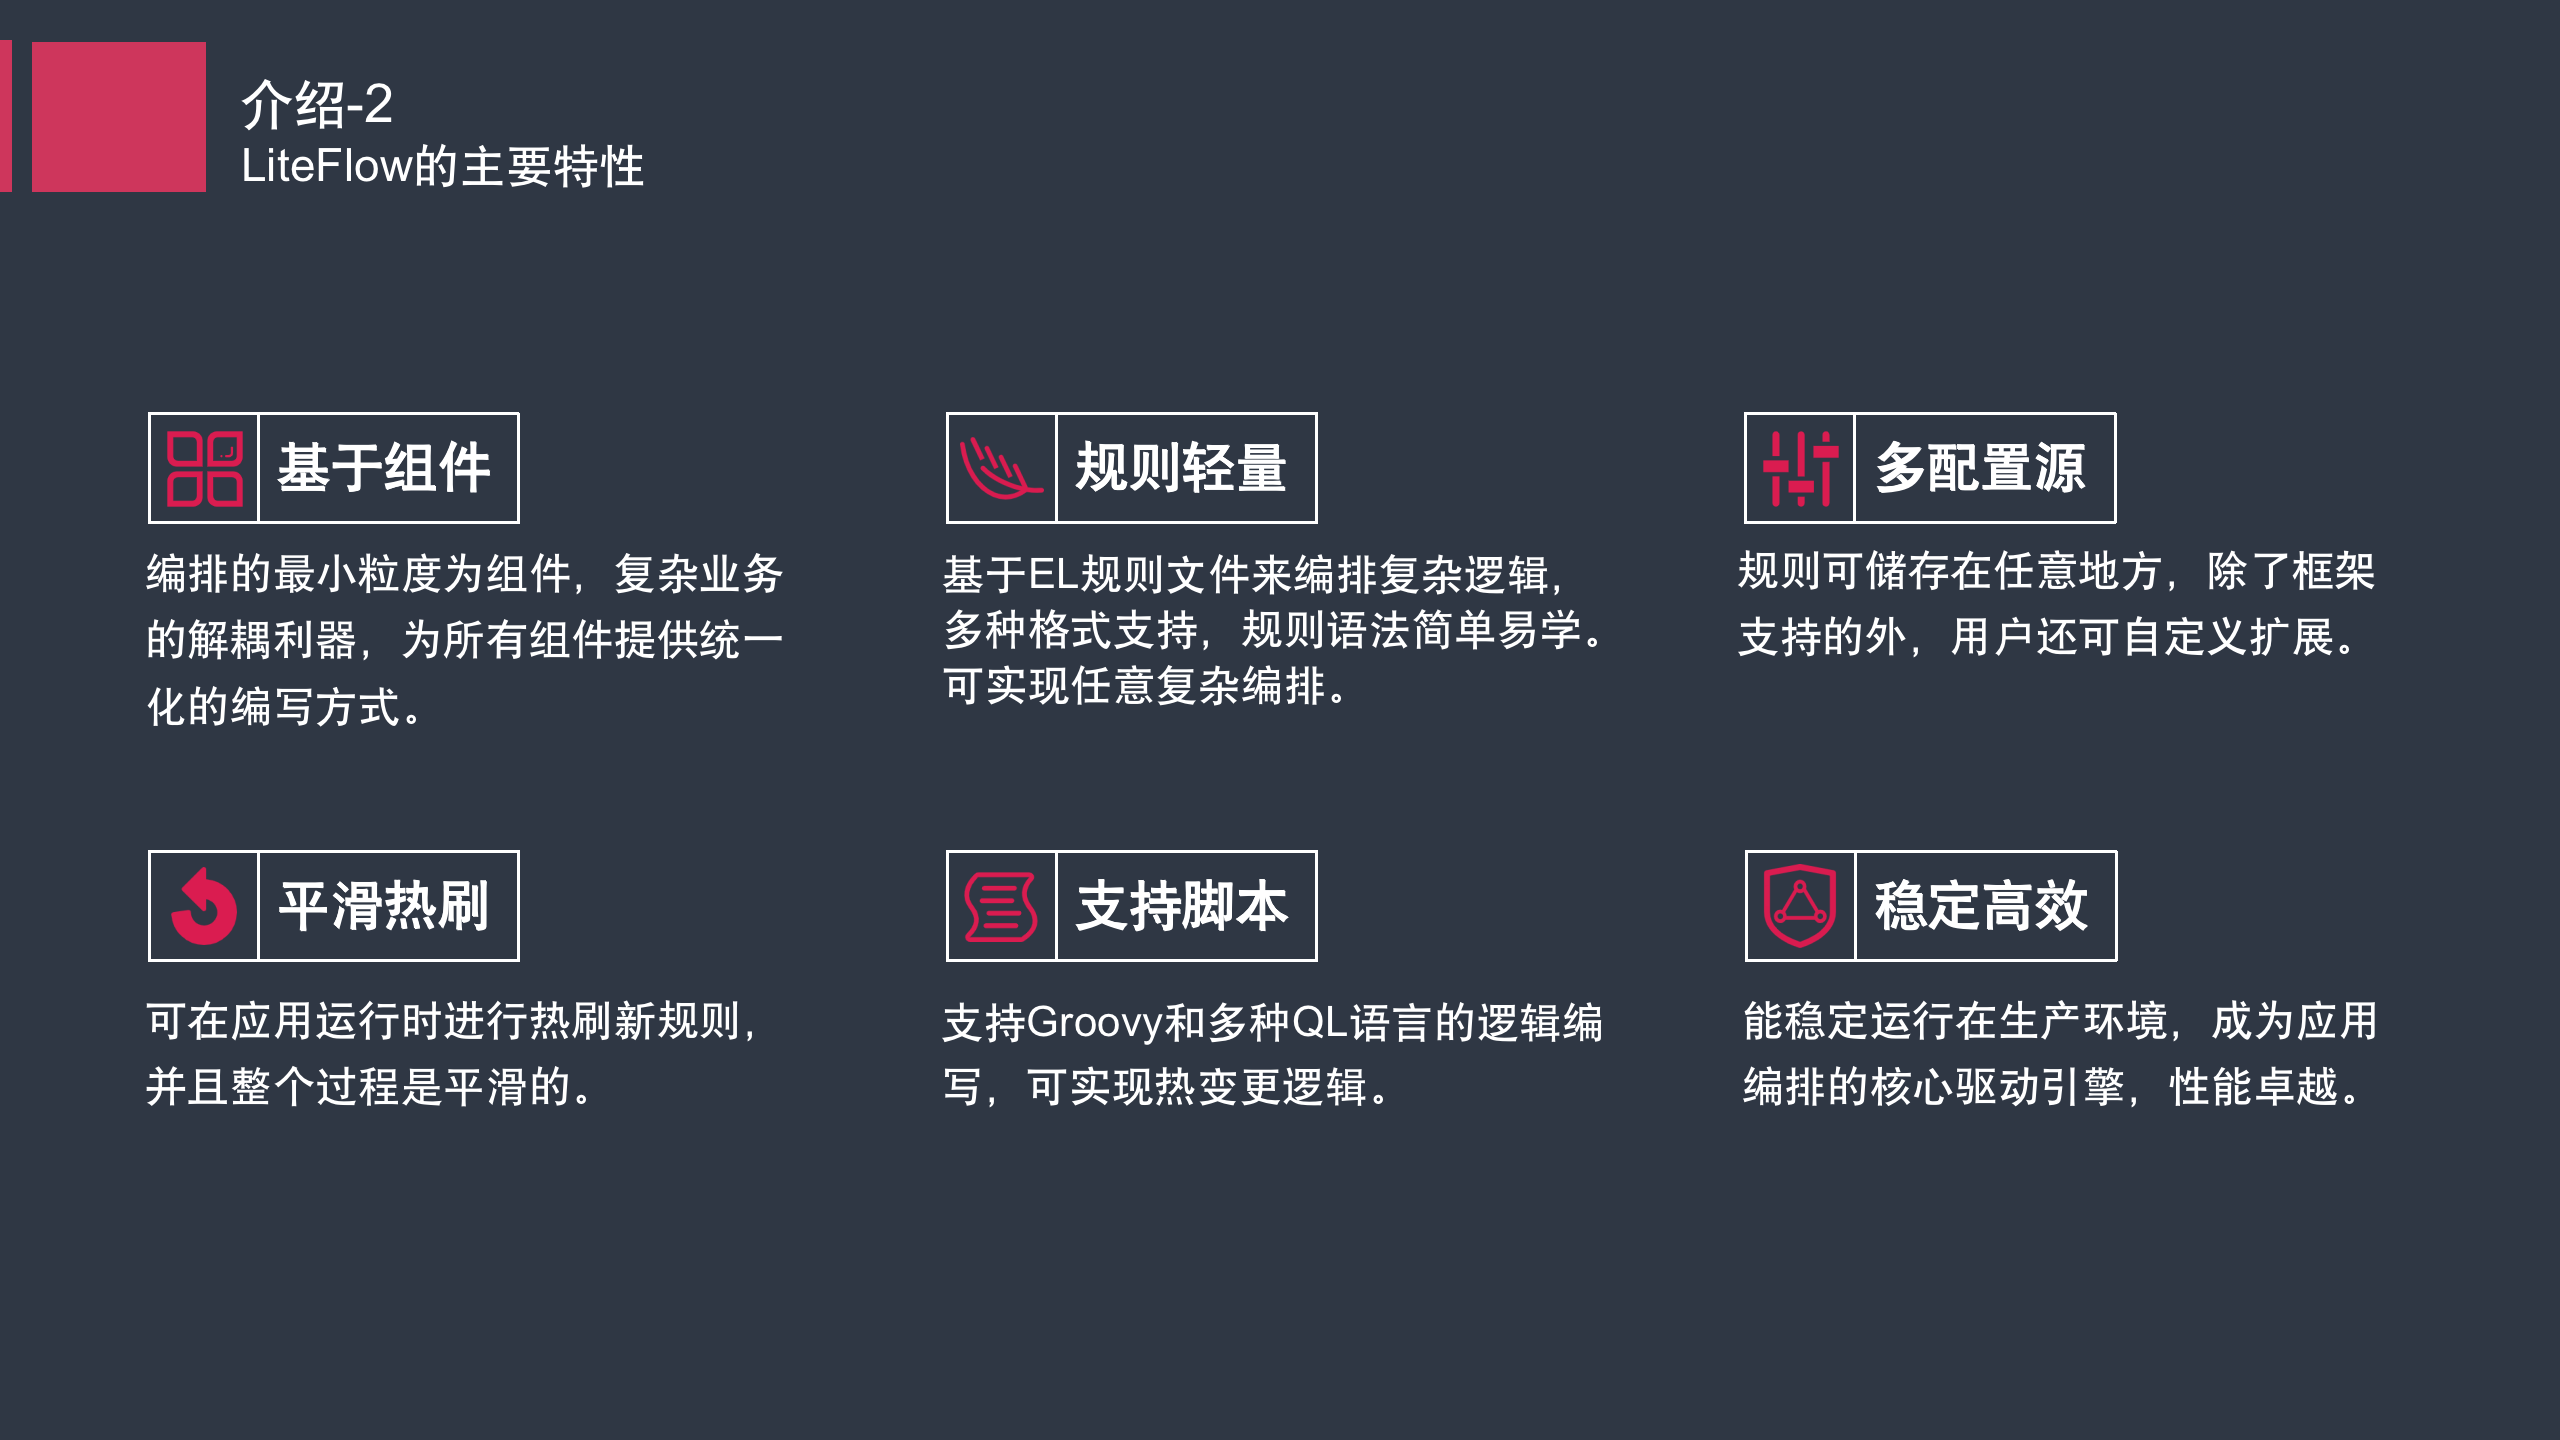 介绍-2
LiteFlow的主要特性
基于组件
编排的最小粒度为组件，复杂业务
的解耦利器，为所有组件提供统一
化的编写方式。
规则轻量
基于EL规则文件来编排复杂逻辑，
多种格式支持，规则语法简单易学。
可实现任意复杂编排。
多配置源
规则可储存在任意地方，除了框架
支持的外，用户还可自定义扩展。
平滑热刷
可在应用运行时进行热刷新规则，
并且整个过程是平滑的。
支持脚本
支持Groovy和多种QL语言的逻辑编
写，可实现热变更逻辑。
稳定高效
能稳定运行在生产环境，成为应用
编排的核心驱动引擎，性能卓越。